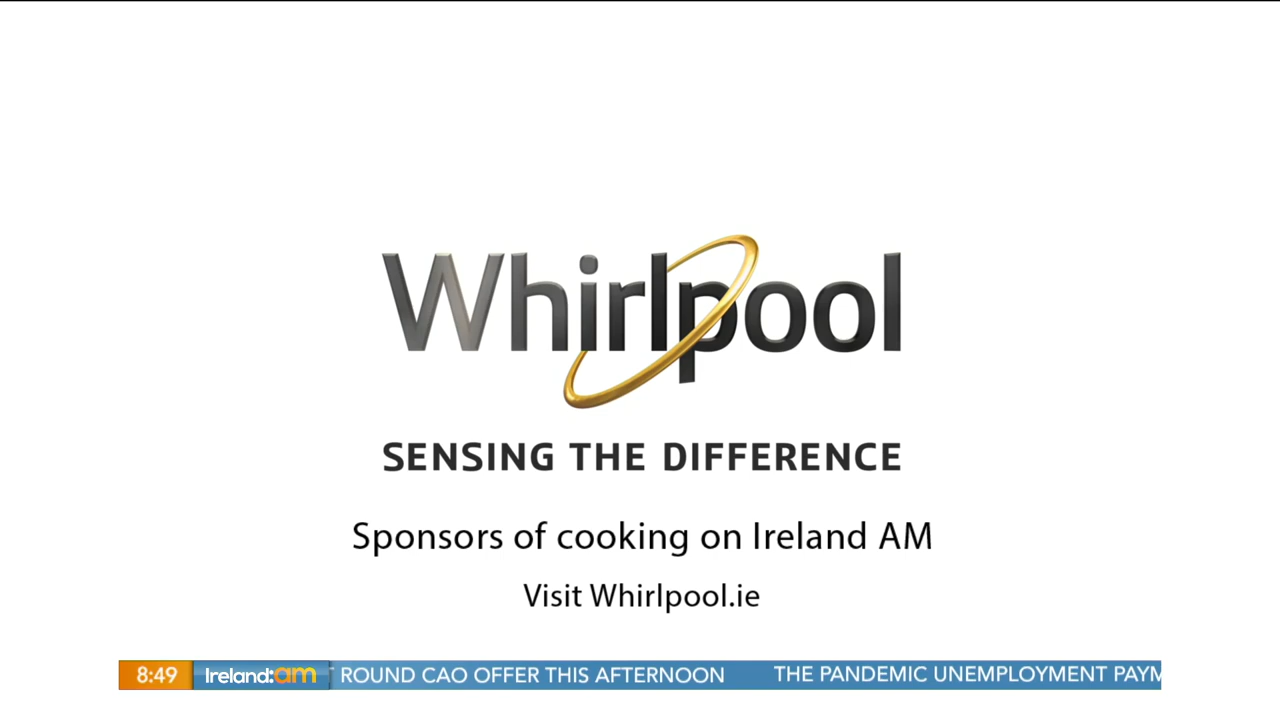 Whirlpool
SENSING THE DIFFERENCE
Sponsors of cooking on Ireland AM
Visit Whirlpool.ie
8:49 Ireland:am ROUND CAO OFFER THIS AFTERNOON THE PANDEMIC UNEMPLOYMENT